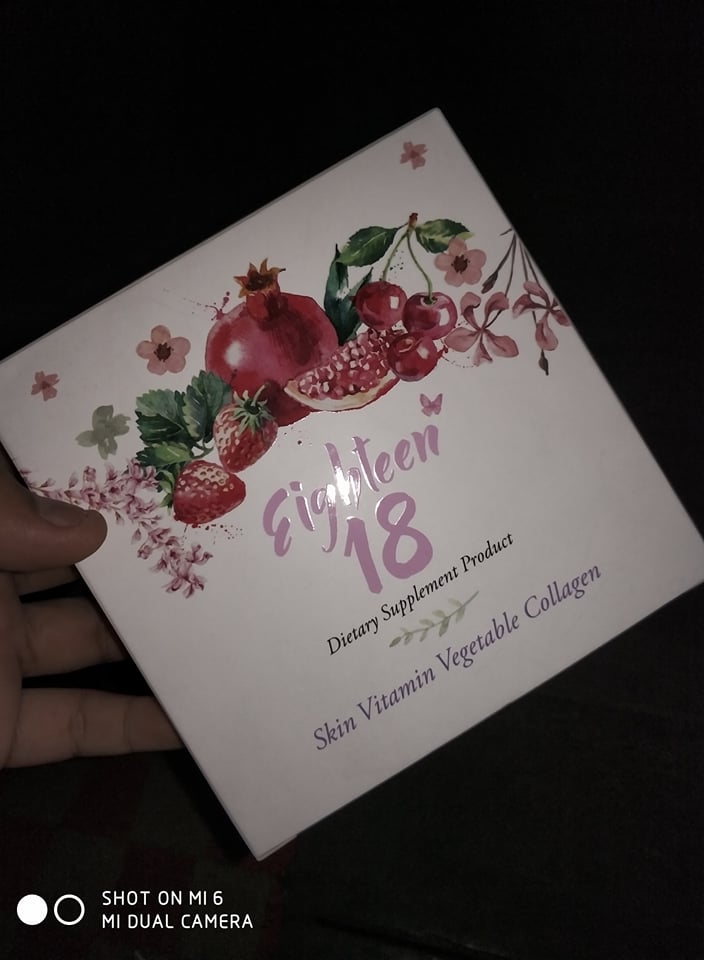 Eighteen
18
Dietary Supplement Product
Skin Vitamin Vegetable Collagen
SHOT ON MI 6
MI DUAL CAMERA